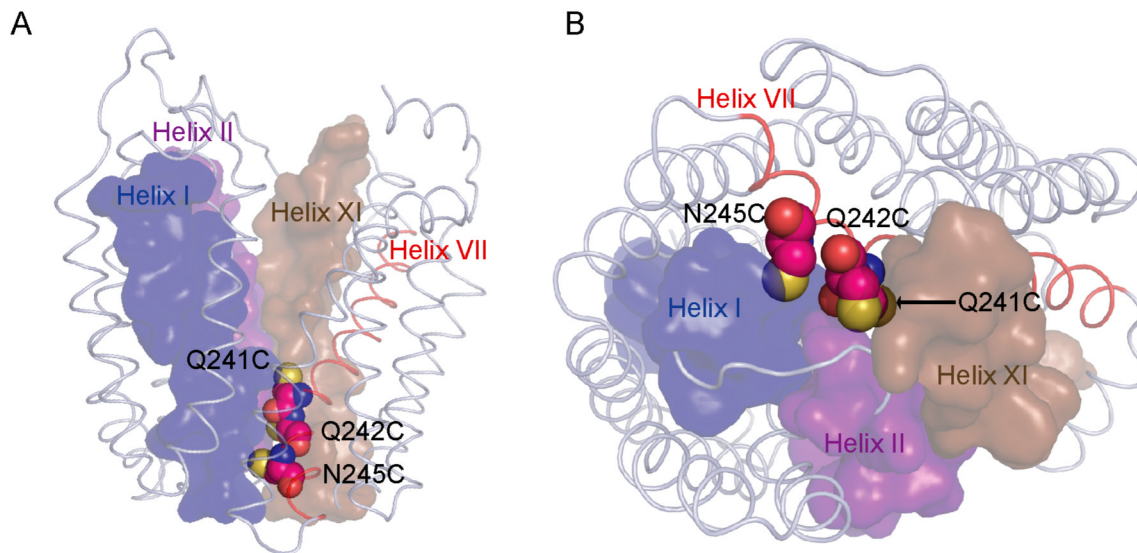 A
Helix II
Helix I
Helix XI
Helix VII
Q241C
Q242C
N245C
B
Helix VII
N245C
Q242C
Helix I
Q241C
Helix XI
Helix II